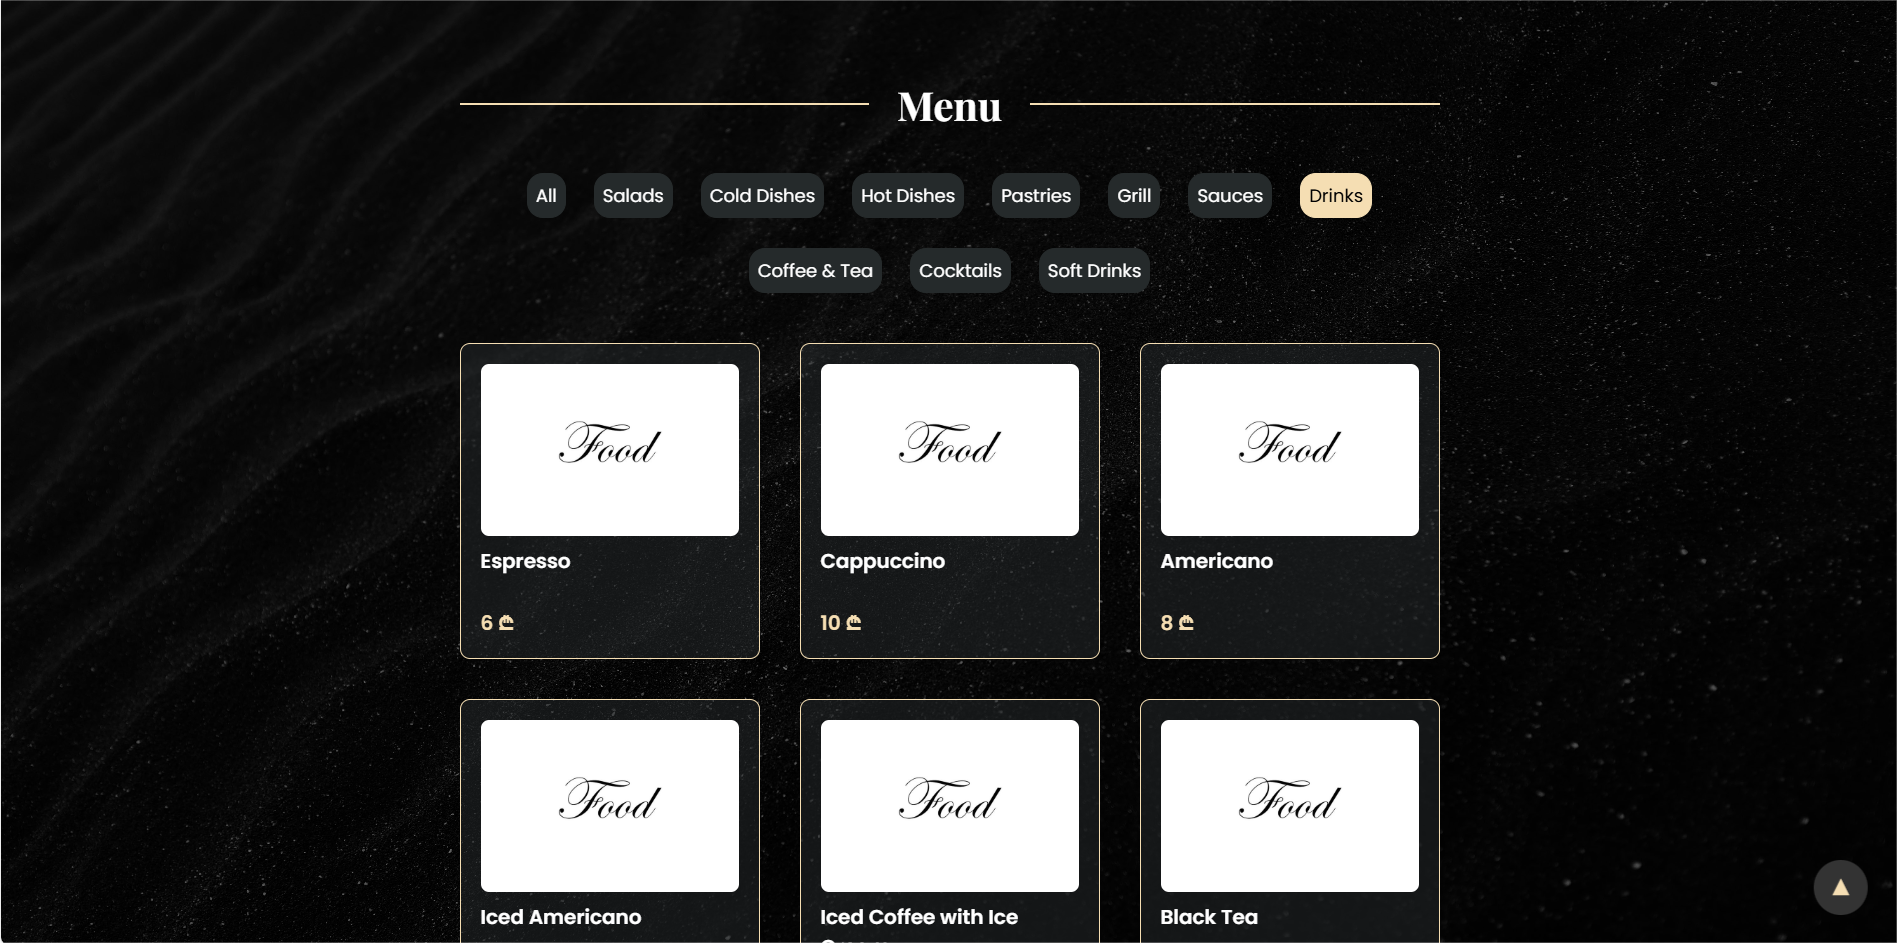 Menu
All Salads Cold Dishes Hot Dishes Pastries Grill Sauces Drinks
Coffee & Tea Cocktails Soft Drinks
Food Food Food
Espresso Cappuccino Americano
6 ₾ 10 ₾ 8 ₾
Food Food Food
Iced Americano Iced Coffee with Ice Black Tea